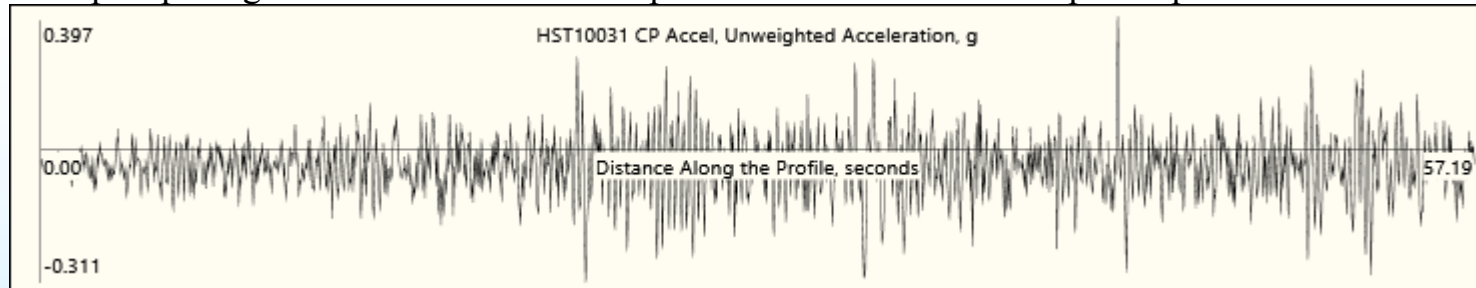 0.397
HST10031 CP Accel, Unweighted Acceleration, g
0.00
Distance Along the Profile, seconds
57.19
-0.311